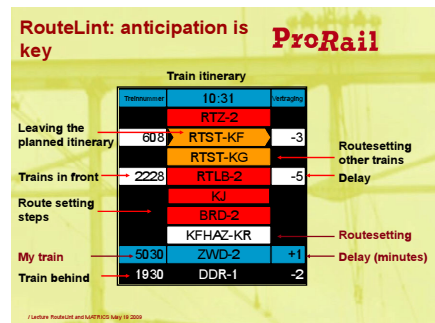 RouteLint: anticipation is
key
ProRail
Train itinerary
Treinnummer 10:31 Vertraging
RTZ-2
Leaving the
planned itinerary
608 RTST-KF -3
RTST-KG
Routesetting
other trains
Trains in front
2228 RTLB-2 -5
Delay
KJ
Route setting
steps
BRD-2
KFHAZ-KR
Routesetting
My train
5030 ZWD-2 +1
Delay (minutes)
Train behind
1930 DDR-1 -2
/ Lecture RouteLint and MATRICS May 19 2009